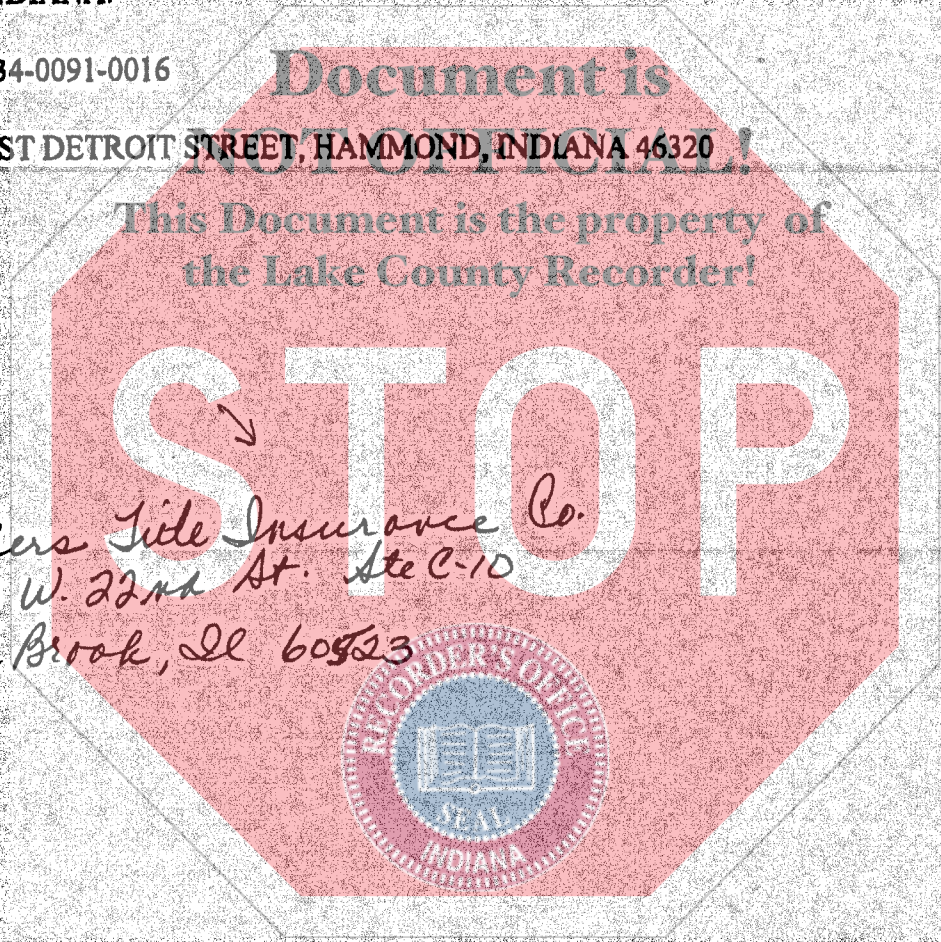 INDIANA.
34-0091-0016
Document is
ST DETROIT STREET, HAMMOND, INDIANA 46320
NOT OFFICIAL!
This Document is the property of
the Lake County Recorder!
STOP
ers Title Insurance Co.
W. 22nd St. Ste C-10
Brook, Il 60523
RECORDER'S OFFICE
SEAL
INDIANA